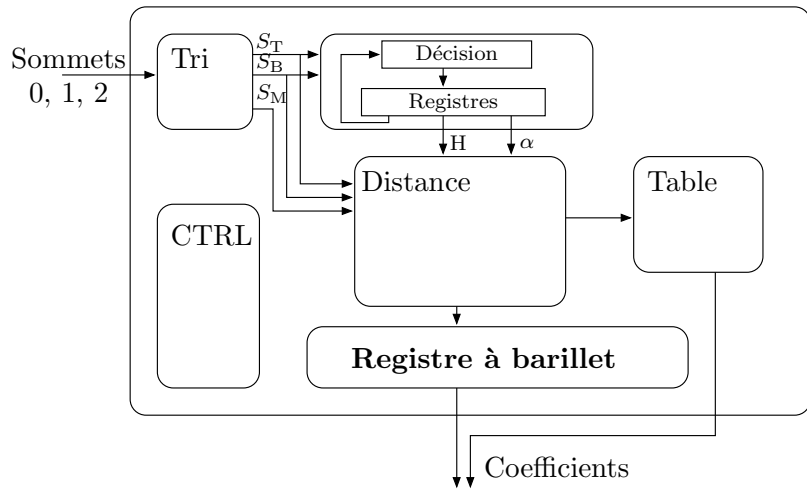 Sommets
0, 1, 2
Tri
S_T
S_B
S_M
Décision
Registres
H
α
Distance
Table
CTRL
Registre à barillet
Coefficients